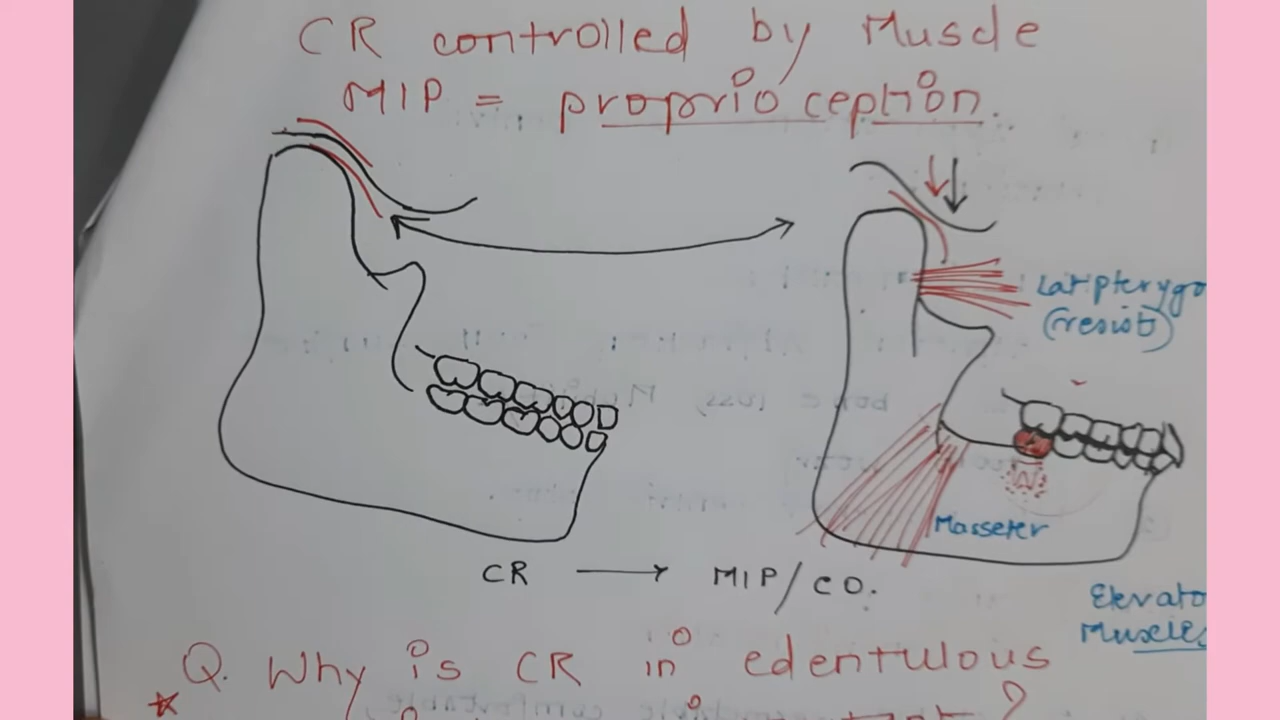 CR controlled by Muscle
MIP = proprioception.
Lat pterygo
(resist)
Masseter
CR → MIP/CO.
Elevato
Muscles
Q. Why is CR in edentulous